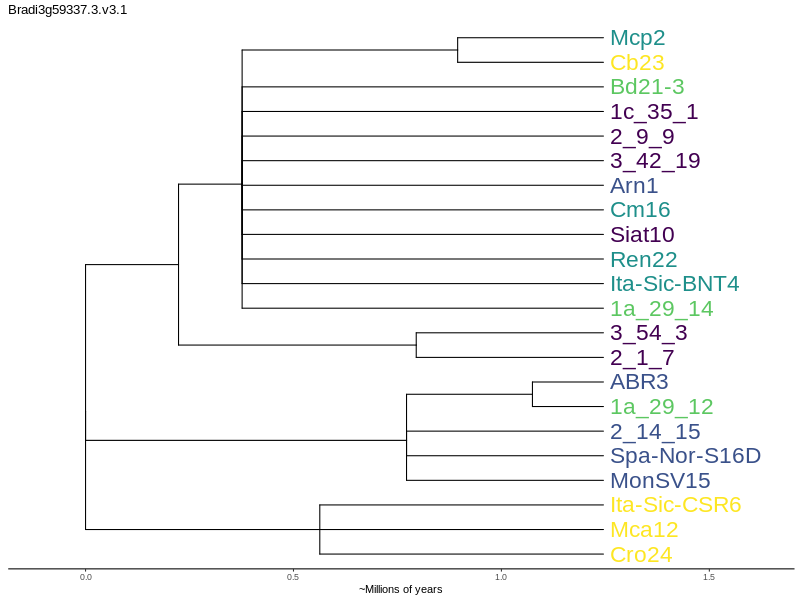 Bradi3g59337.3.v3.1
Mcp2
Cb23
Bd21-3
1c_35_1
2_9_9
3_42_19
Arn1
Cm16
Siat10
Ren22
Ita-Sic-BNT4
1a_29_14
3_54_3
2_1_7
ABR3
1a_29_12
2_14_15
Spa-Nor-S16D
MonSV15
Ita-Sic-CSR6
Mca12
Cro24
0.0 0.5 1.0 1.5
~Millions of years